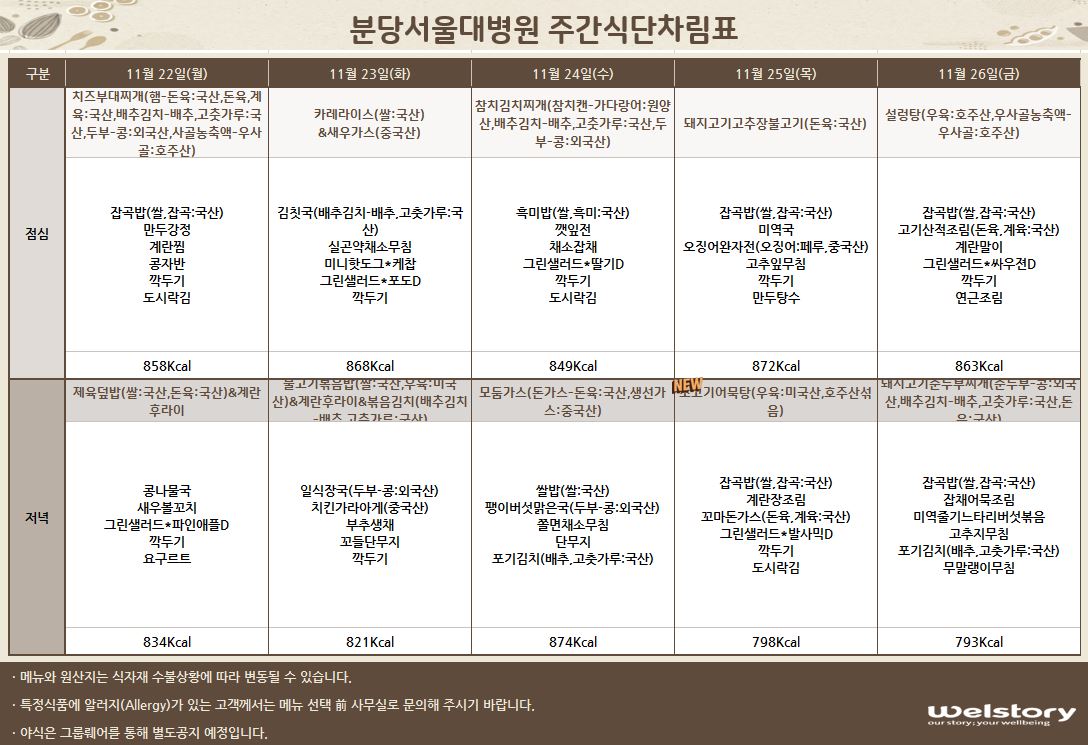 분당서울대병원 주간식단차림표
구분
11월 22일(월)
11월 23일(화)
11월 24일(수)
11월 25일(목)
11월 26일(금)
점심
치즈부대찌개(햄-돈육:국산,돈육,계
육:국산,배추김치-배추,고춧가루:국
산,두부-콩:외국산,사골농축액-우사
골:호주산)
카레라이스(쌀:국산)
&새우가스(중국산)
참치김치찌개(참치캔-가다랑어:원양
산,배추김치-배추,고춧가루:국산,두
부-콩:외국산)
돼지고기고추장불고기(돈육:국산)
설렁탕(우육:호주산,우사골농축액-
우사골:호주산)
잡곡밥(쌀,잡곡:국산)
만두강정
계란찜
콩자반
깍두기
도시락김
김칫국(배추김치-배추,고춧가루:국
산)
실곤약채소무침
미니핫도그*케찹
그린샐러드*포도D
깍두기
흑미밥(쌀,흑미:국산)
깻잎전
채소잡채
그린샐러드*딸기D
깍두기
도시락김
잡곡밥(쌀,잡곡:국산)
미역국
오징어완자전(오징어:페루,중국산)
고추잎무침
깍두기
만두탕수
잡곡밥(쌀,잡곡:국산)
고기산적조림(돈육,계육:국산)
계란말이
그린샐러드*싸우젼D
깍두기
연근조림
858Kcal
868Kcal
849Kcal
872Kcal
863Kcal
저녁
제육덮밥(쌀:국산,돈육:국산)&계란
후라이
불고기볶음밥(쌀:국산,우육:미국
산)&계란후라이&볶음김치(배추김치
-배추,고춧가루:국산)
모둠가스(돈가스-돈육:국산,생선가
스:중국산)
NEW
소고기어묵탕(우육:미국산,호주산섞
음)
돼지고기순두부찌개(순두부-콩:외국
산,배추김치-배추,고춧가루:국산,돈
육:국산)
콩나물국
새우볼꼬치
그린샐러드*파인애플D
깍두기
요구르트
일식장국(두부-콩:외국산)
치킨가라아게(중국산)
부추생채
꼬들단무지
깍두기
쌀밥(쌀:국산)
팽이버섯맑은국(두부-콩:외국산)
쫄면채소무침
단무지
포기김치(배추,고춧가루:국산)
잡곡밥(쌀,잡곡:국산)
계란장조림
꼬마돈가스(돈육,계육:국산)
그린샐러드*발사믹D
깍두기
도시락김
잡곡밥(쌀,잡곡:국산)
잡채어묵조림
미역줄기느타리버섯볶음
고추지무침
포기김치(배추,고춧가루:국산)
무말랭이무침
834Kcal
821Kcal
874Kcal
798Kcal
793Kcal
· 메뉴와 원산지는 식자재 수불상황에 따라 변동될 수 있습니다.
· 특정식품에 알러지(Allergy)가 있는 고객께서는 메뉴 선택 前 사무실로 문의해 주시기 바랍니다.
· 야식은 그룹웨어를 통해 별도공지 예정입니다.
welstory
our story; your wellbeing